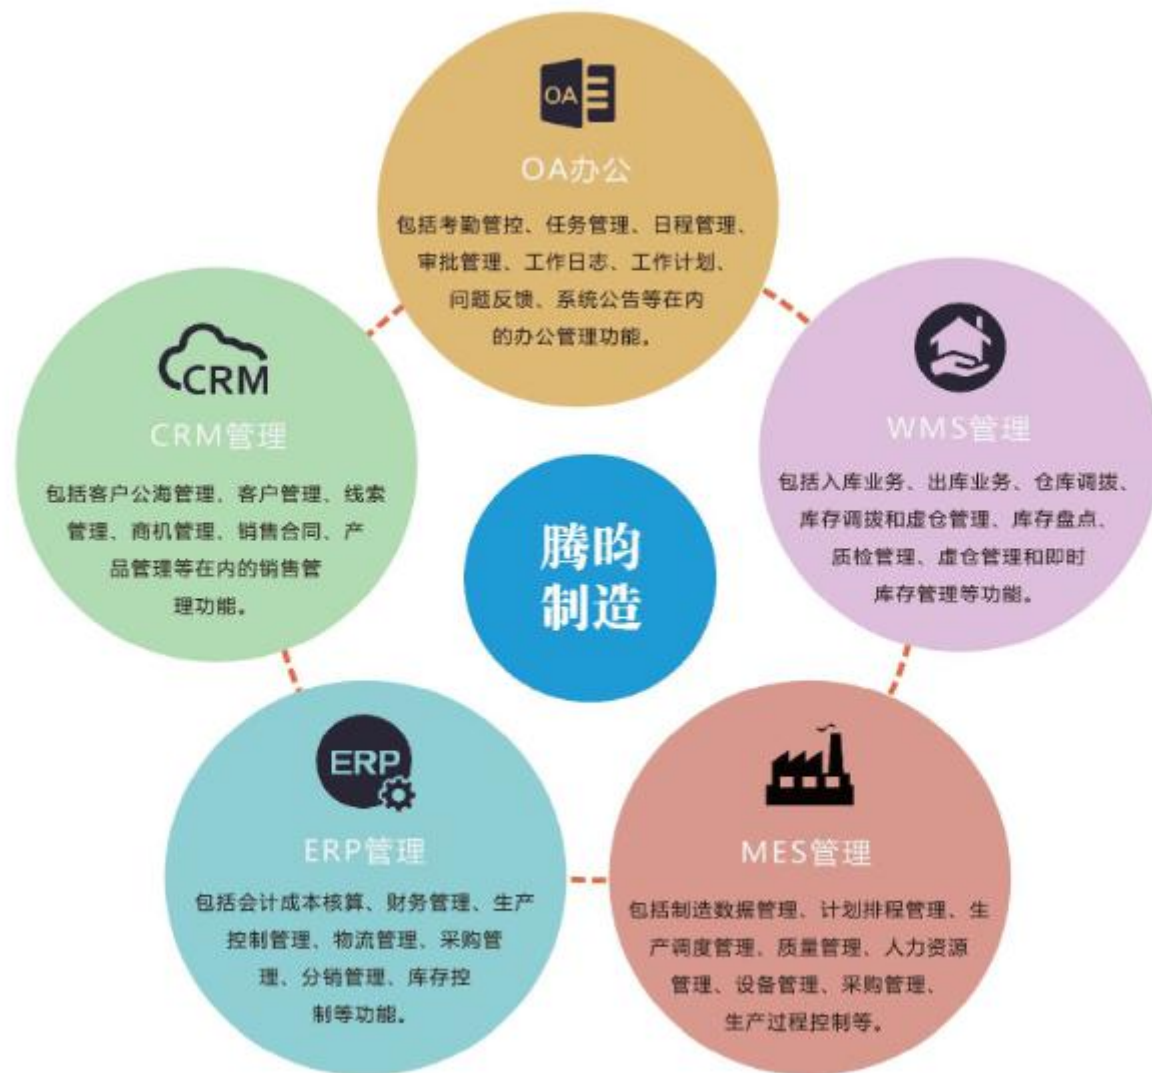 OA
OA办公
包括考勤管控、任务管理、日程管理、
审批管理、工作日志、工作计划、
问题反馈、系统公告等在内
的办公管理功能。
CRM
CRM管理
包括客户公海管理、客户管理、线索
管理、商机管理、销售合同、产
品管理等在内的销售管
理功能。
WMS管理
包括入库业务、出库业务、仓库调拨、
库存调拨和虚仓管理、库存盘点、
质检管理、虚仓管理和即时
库存管理等功能。
腾昀
制造
ERP
ERP管理
包括会计成本核算、财务管理、生产
控制管理、物流管理、采购管
理、分销管理、库存控
制等功能。
MES管理
包括制造数据管理、计划排程管理、生
产调度管理、质量管理、人力资源
管理、设备管理、采购管理、
生产过程控制等。